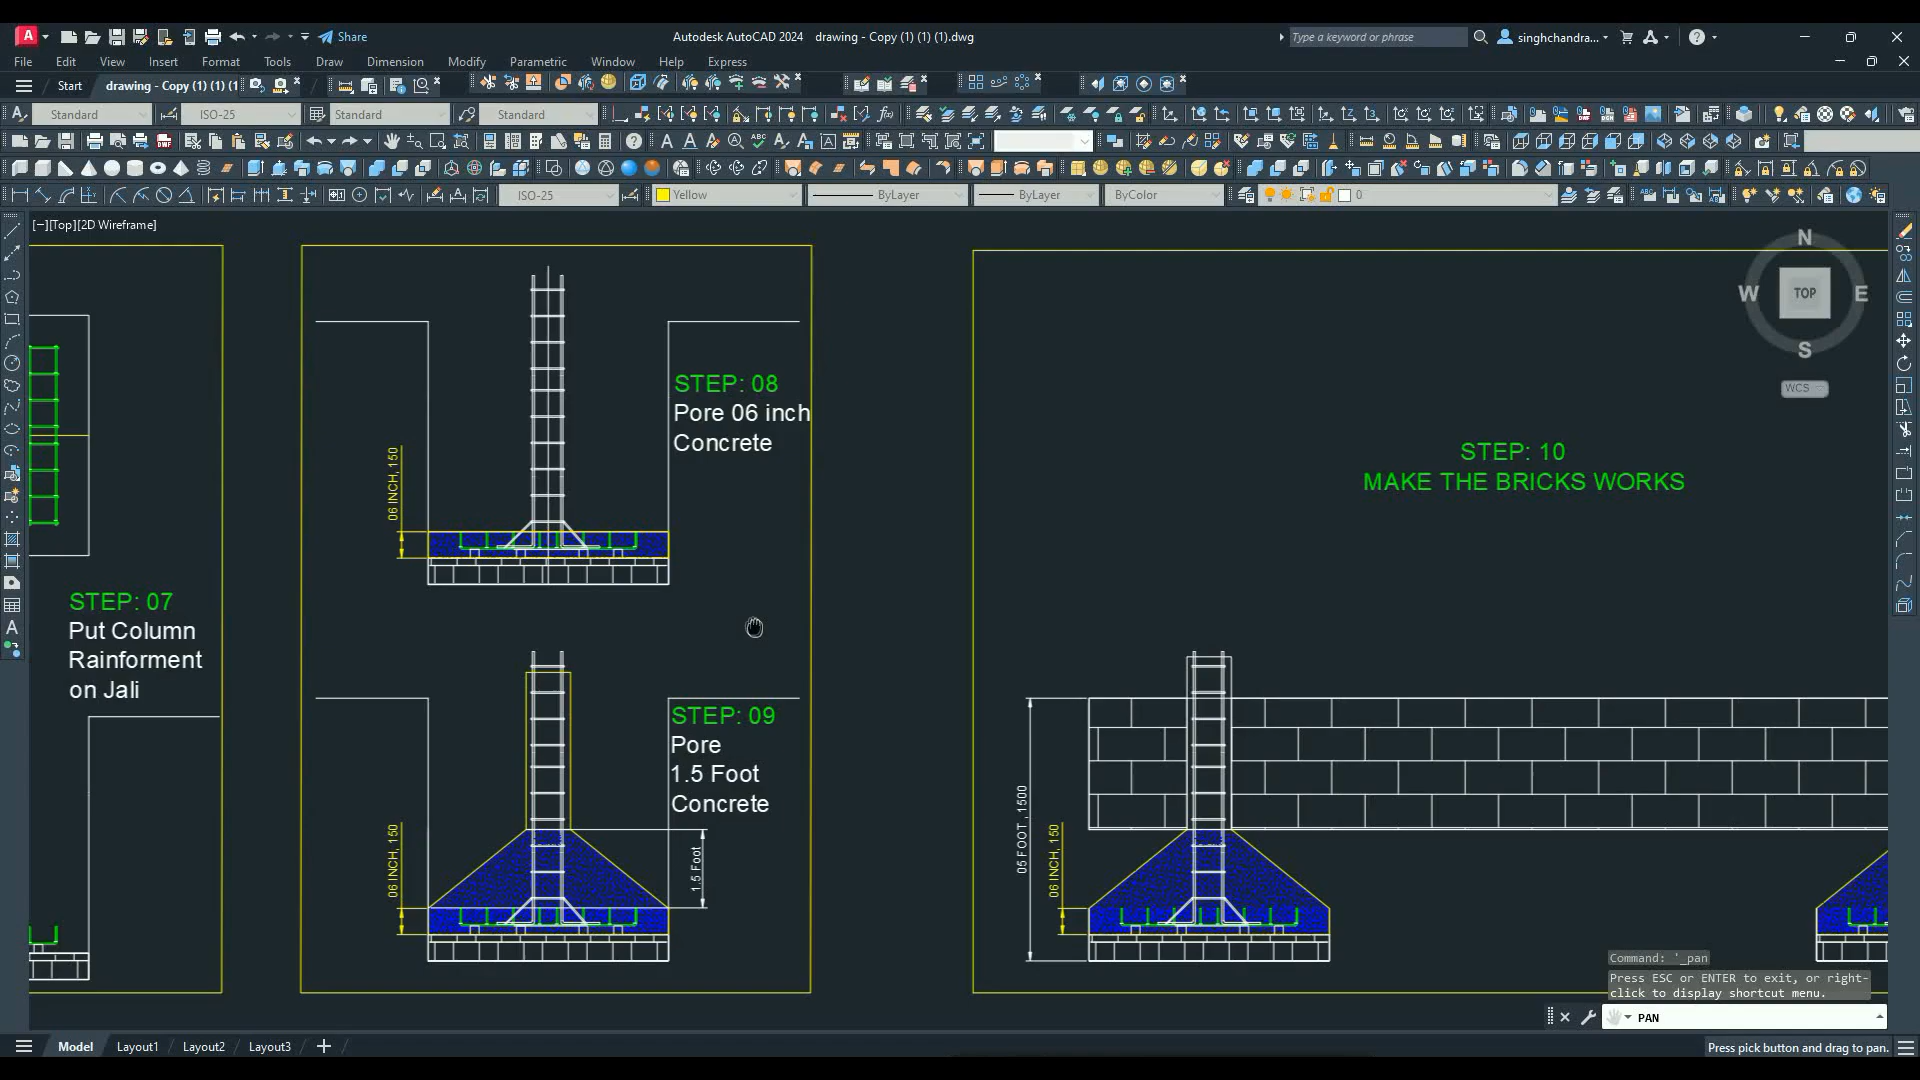 Share
Autodesk AutoCAD 2024 drawing - Copy (1) (1) (1).dwg
Type a keyword or phrase
singhchandra...
File Edit View Insert Format Tools Draw Dimension Modify Parametric Window Help Express
Start drawing - Copy (1) (1) (1
Standard ISO-25 Standard Standard
ISO-25 Yellow ByLayer ByLayer ByColor 0
[−][Top][2D Wireframe]
N
W TOP E
S
WCS
STEP: 07
Put Column
Rainforment
on Jali
STEP: 08
Pore 06 inch
Concrete
06 INCH, 150
STEP: 09
Pore
1.5 Foot
Concrete
06 INCH, 150
1.5 Foot
STEP: 10
MAKE THE BRICKS WORKS
05 FOOT, 1500
06 INCH, 150
Command: '_pan
Press ESC or ENTER to exit, or right-
click to display shortcut menu.
PAN
Model Layout1 Layout2 Layout3
Press pick button and drag to pan.